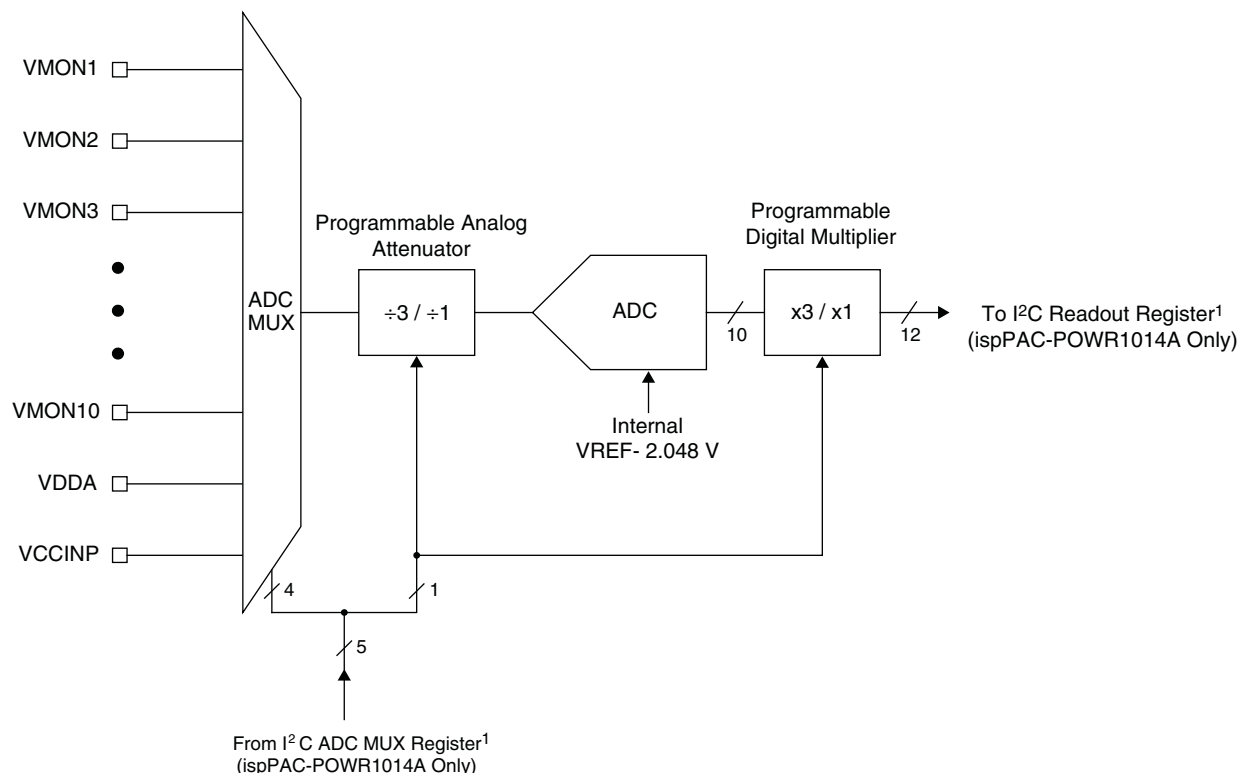 VMON1
VMON2
VMON3
VMON10
VDDA
VCCINP
ADC
MUX
Programmable Analog
Attenuator
÷3 / ÷1
ADC
Internal
VREF- 2.048 V
10
Programmable
Digital Multiplier
x3 / x1
12
To I²C Readout Register¹
(ispPAC-POWR1014A Only)
4
1
5
From I² C ADC MUX Register¹
(ispPAC-POWR1014A Only)